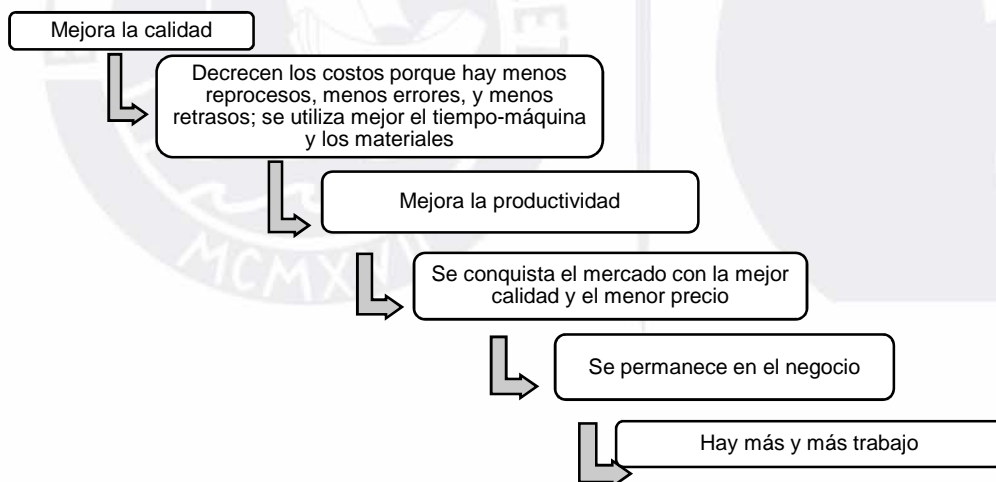 Mejora la calidad
Decrecen los costos porque hay menos
reprocesos, menos errores, y menos
retrasos; se utiliza mejor el tiempo-máquina
y los materiales
Mejora la productividad
Se conquista el mercado con la mejor
calidad y el menor precio
Se permanece en el negocio
Hay más y más trabajo